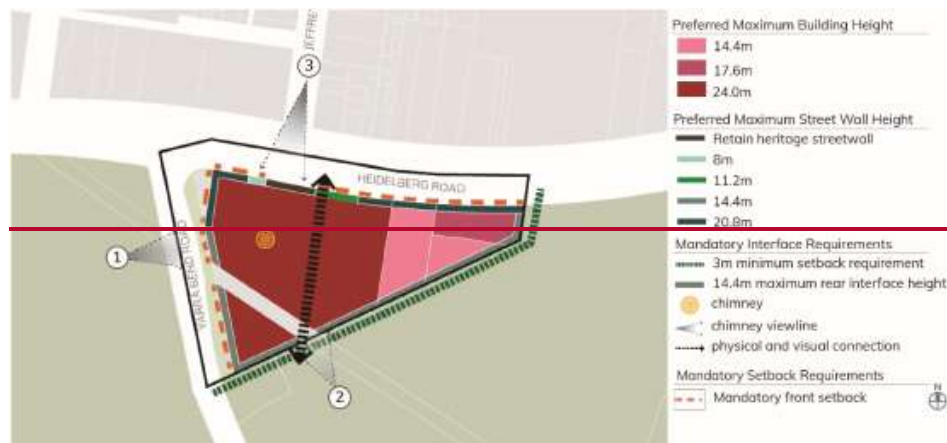 JEFFREY
3
HEIDELBERG ROAD
YARRA BEND ROAD
1
2
Preferred Maximum Building Height
14.4m
17.6m
24.0m
Preferred Maximum Street Wall Height
Retain heritage streetwall
8m
11.2m
14.4m
20.8m
Mandatory Interface Requirements
3m minimum setback requirement
14.4m maximum rear interface height
chimney
chimney viewline
physical and visual connection
Mandatory Setback Requirements
Mandatory front setback
N